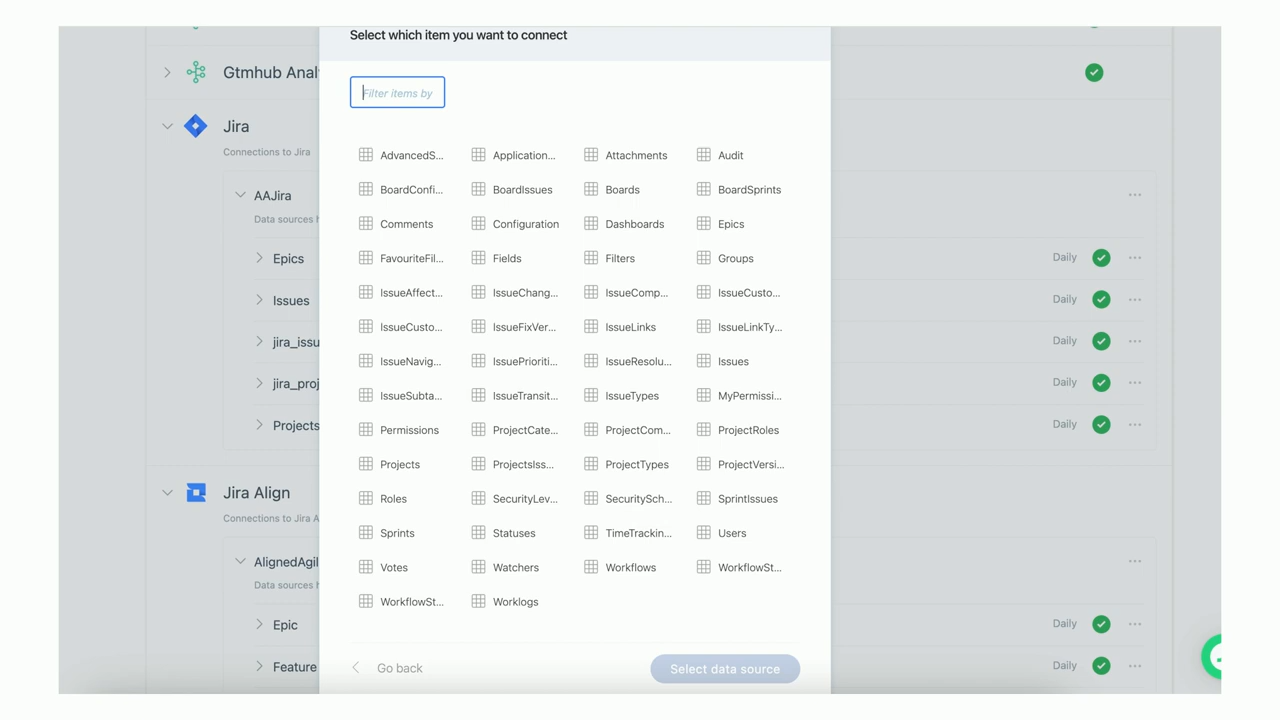 Select which item you want to connect
Filter items by
AdvancedS... Application... Attachments Audit
BoardConfi... BoardIssues Boards BoardSprints
Comments Configuration Dashboards Epics
FavouriteFil... Fields Filters Groups
IssueAffect... IssueChang... IssueComp... IssueCusto...
IssueCusto... IssueFixVer... IssueLinks IssueLinkTy...
IssueNavig... IssuePrioriti... IssueResolu... Issues
IssueSubta... IssueTransit... IssueTypes MyPermissi...
Permissions ProjectCate... ProjectCom... ProjectRoles
Projects ProjectsIss... ProjectTypes ProjectVersi...
Roles SecurityLev... SecuritySch... SprintIssues
Sprints Statuses TimeTrackin... Users
Votes Watchers Workflows WorkflowSt...
WorkflowSt... Worklogs
Go back Select data source
Gtmhub Anal
Jira
Connections to Jira
AAJira
Data sources h
Epics Daily
Issues Daily
jira_issu Daily
jira_proj Daily
Projects Daily
Jira Align
Connections to Jira A
AlignedAgil
Data sources h
Epic Daily
Feature Daily